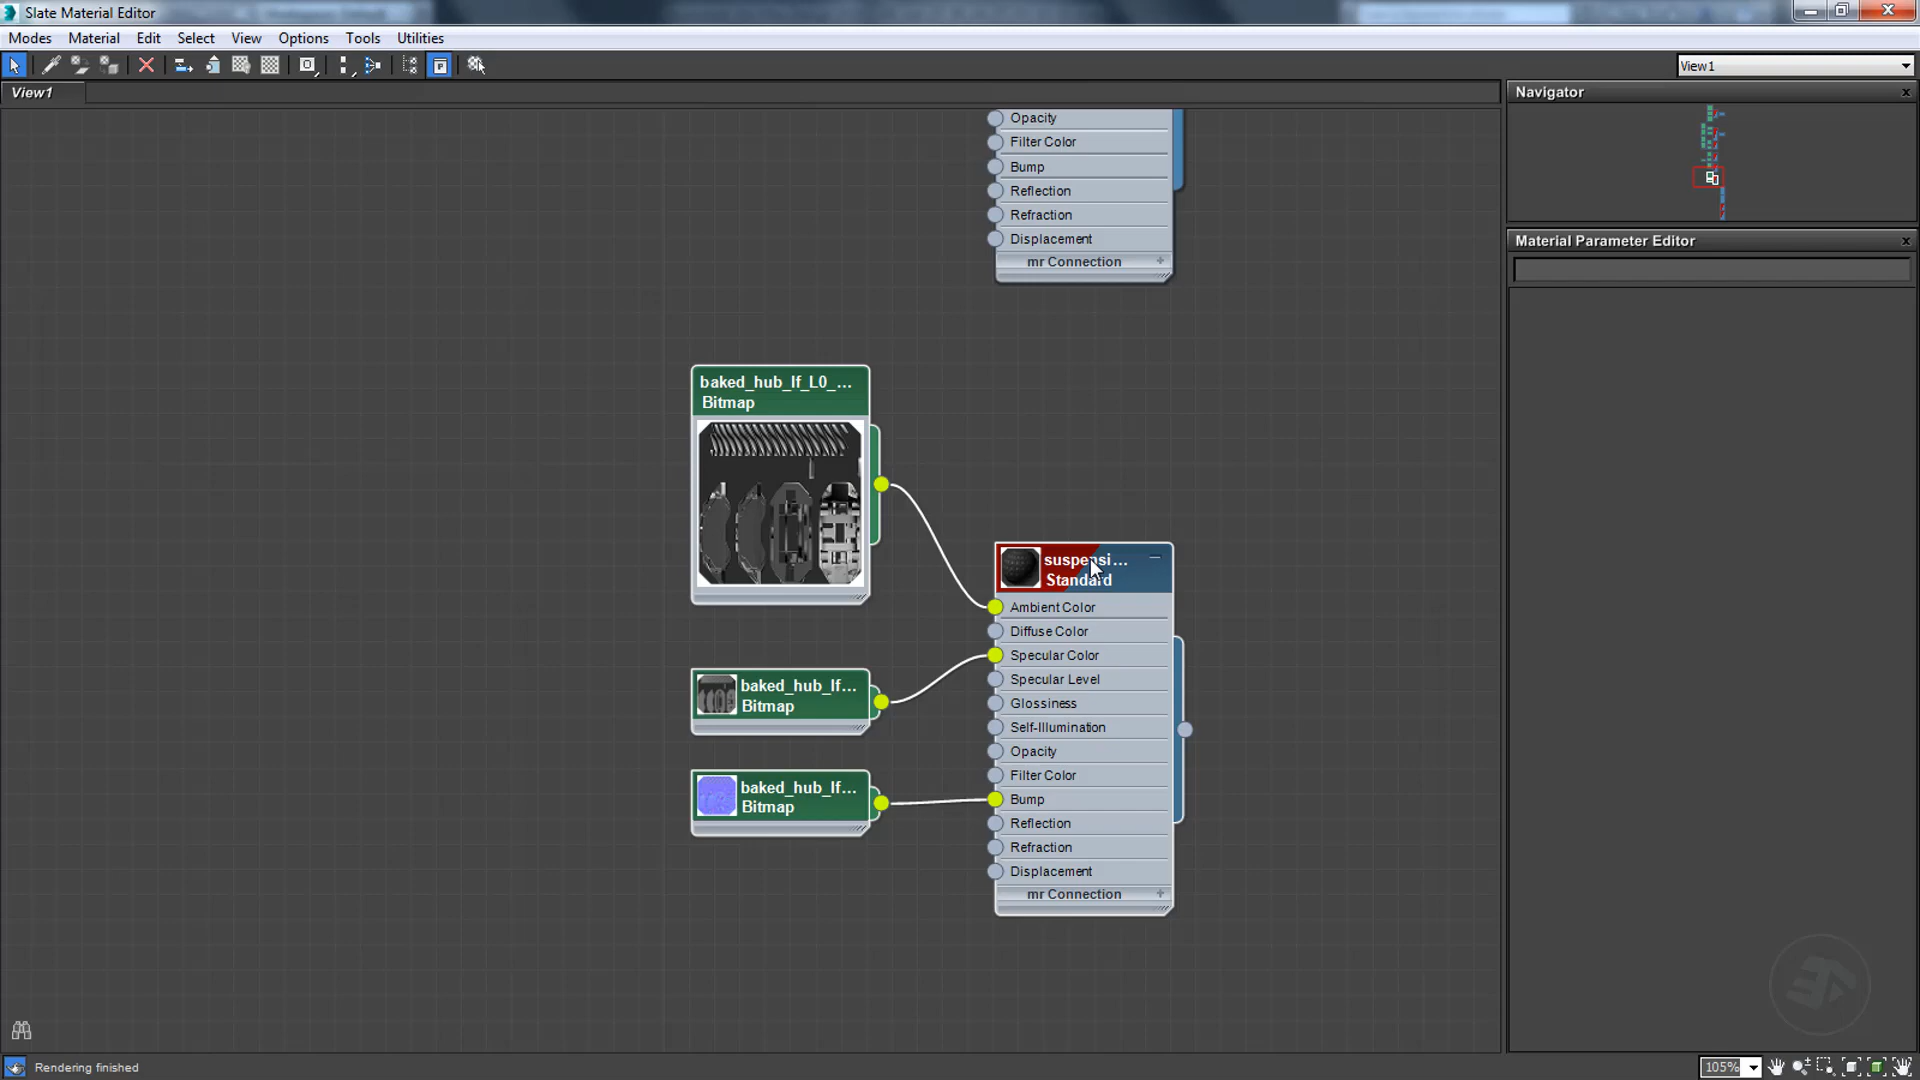 Slate Material Editor
Modes Material Edit Select View Options Tools Utilities
View1
View1
Navigator x
Material Parameter Editor x
Opacity
Filter Color
Bump
Reflection
Refraction
Displacement
mr Connection +
baked_hub_lf_L0_...
Bitmap
baked_hub_lf...
Bitmap
baked_hub_lf...
Bitmap
suspensi...
Standard
Ambient Color
Diffuse Color
Specular Color
Specular Level
Glossiness
Self-Illumination
Opacity
Filter Color
Bump
Reflection
Refraction
Displacement
mr Connection +
Rendering finished
105%